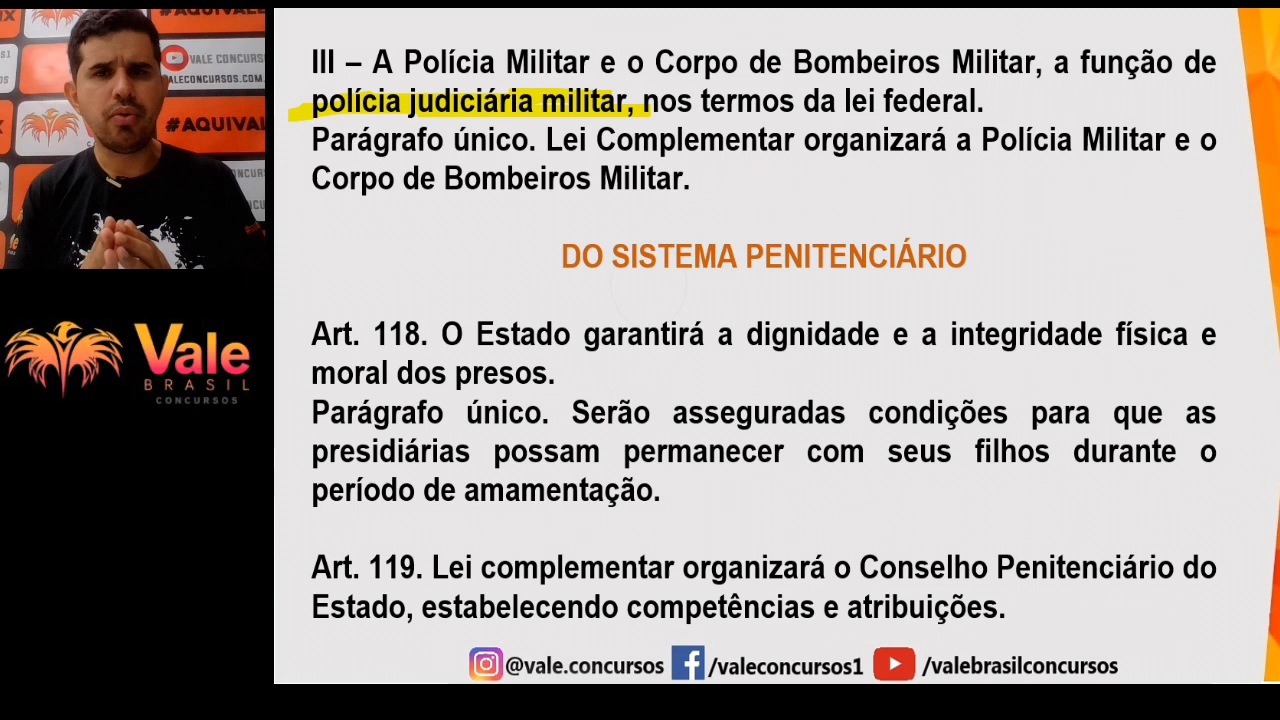 VALE CONCURS
VALECONCURSOS.COM
#AQUIVAL
III – A Polícia Militar e o Corpo de Bombeiros Militar, a função de
polícia judiciária militar, nos termos da lei federal.
Parágrafo único. Lei Complementar organizará a Polícia Militar e o
Corpo de Bombeiros Militar.
DO SISTEMA PENITENCIÁRIO
Art. 118. O Estado garantirá a dignidade e a integridade física e
moral dos presos.
Parágrafo único. Serão asseguradas condições para que as
presidiárias possam permanecer com seus filhos durante o
período de amamentação.
Art. 119. Lei complementar organizará o Conselho Penitenciário do
Estado, estabelecendo competências e atribuições.
Vale
BRASIL
CONCURSOS
@vale.concursos /valeconcursos1 /valebrasilconcursos